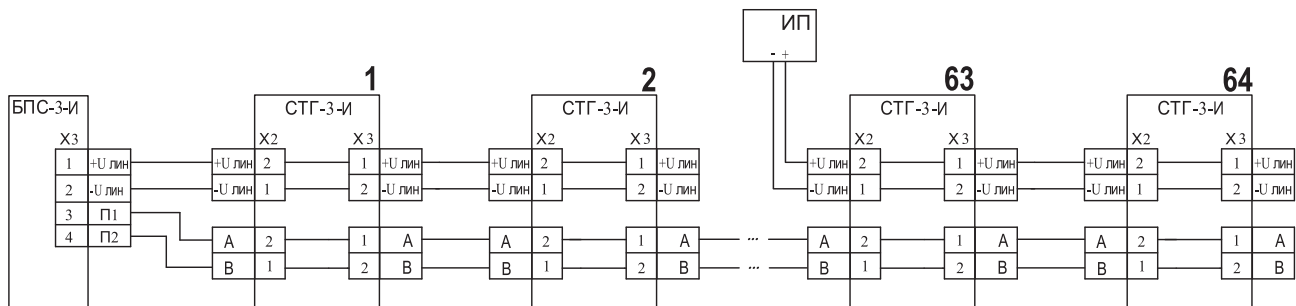 ИП
- +
1 2 63 64
БПС-3-И СТГ-3-И СТГ-3-И СТГ-3-И СТГ-3-И
X3 X2 X3 X2 X3 X2 X3 X2 X3
1 +U лин +U лин 2 1 +U лин +U лин 2 1 +U лин +U лин 2 1 +U лин +U лин 2 1 +U лин
2 -U лин -U лин 1 2 -U лин -U лин 1 2 -U лин -U лин 1 2 -U лин -U лин 1 2 -U лин
3 П1
4 П2
А 2 1 А А 2 1 А ... А 2 1 А А 2 1 А
В 1 2 В В 1 2 В ... В 1 2 В В 1 2 В